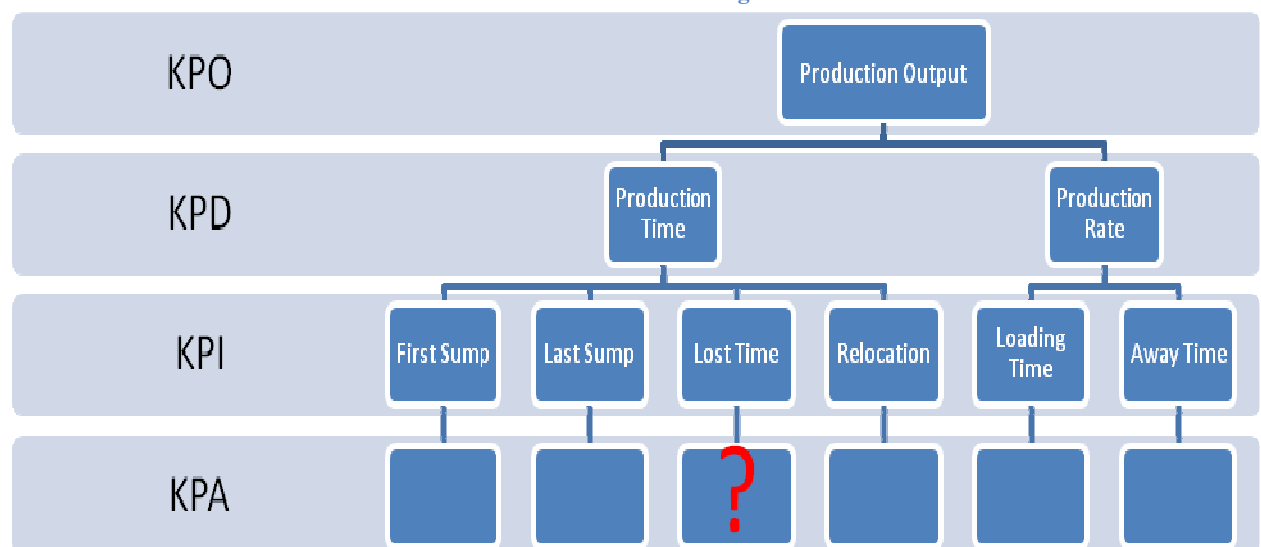 KPO
Production Output
KPD
Production
Time
Production
Rate
KPI
First Sump
Last Sump
Lost Time
Relocation
Loading
Time
Away Time
KPA
?